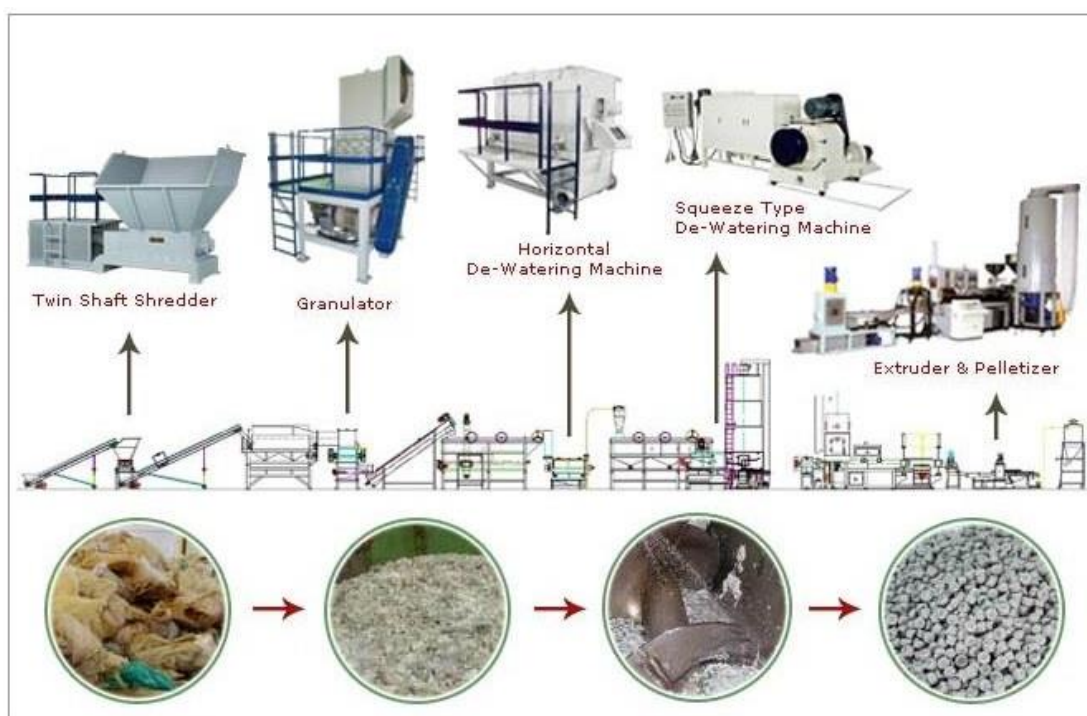 Twin Shaft Shredder
Granulator
Horizontal
De-Watering Machine
Squeeze Type
De-Watering Machine
Extruder & Pelletizer